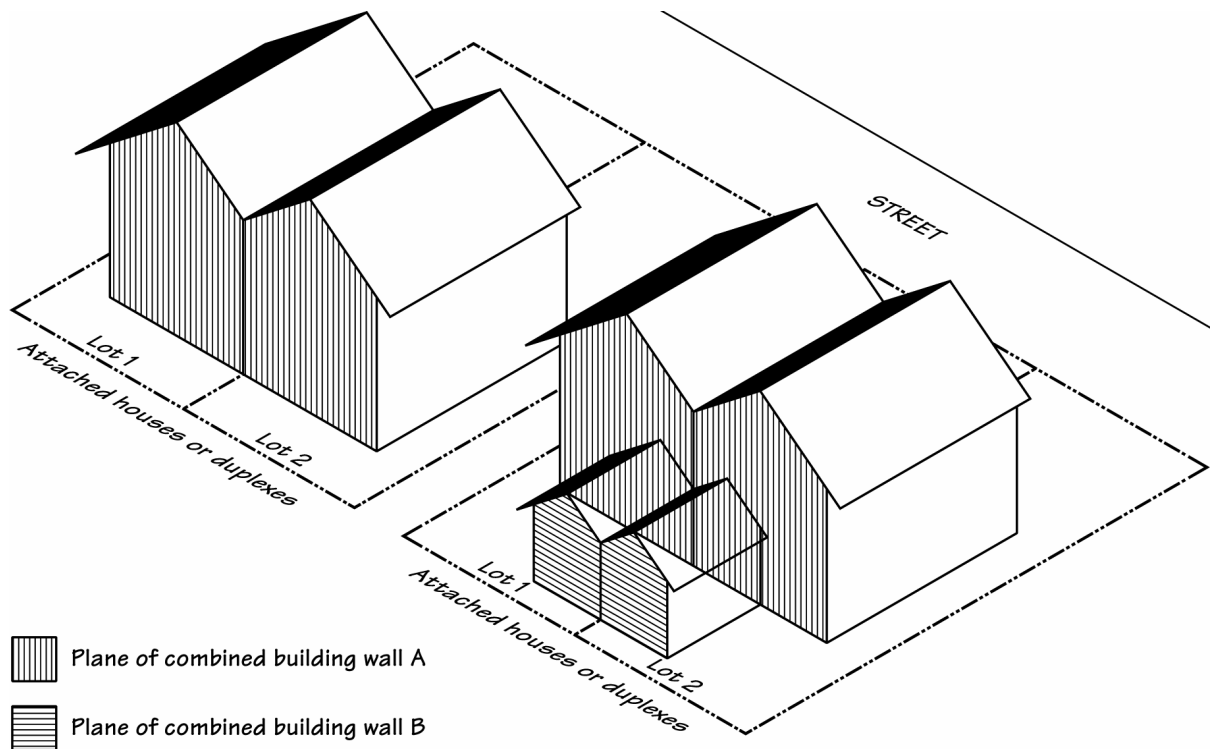 STREET
Lot 1
Attached houses or duplexes
Lot 2
Lot 1
Attached houses or duplexes
Lot 2
Plane of combined building wall A
Plane of combined building wall B